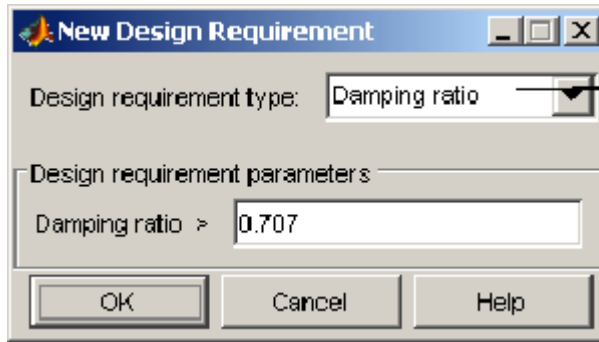 New Design Requirement
Design requirement type: Damping ratio
Design requirement parameters
Damping ratio > 0.707
OK Cancel Help